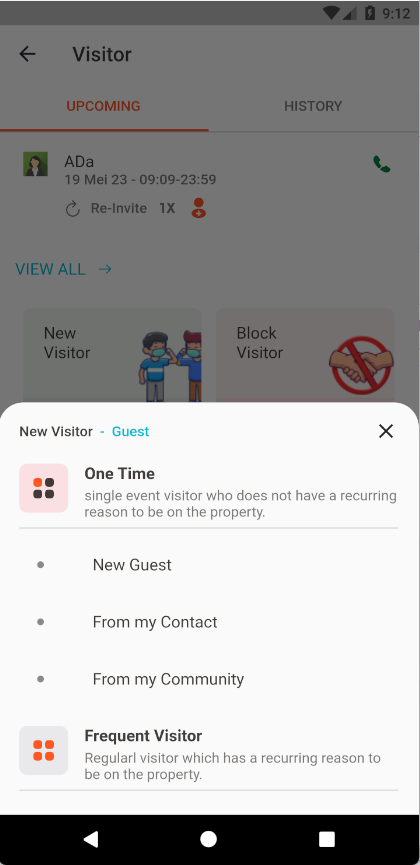 9:12
Visitor
UPCOMING
HISTORY
ADa
19 Mei 23 - 09:09-23:59
Re-Invite 1X
VIEW ALL
New
Visitor
Block
Visitor
New Visitor - Guest
One Time
single event visitor who does not have a recurring
reason to be on the property.
New Guest
From my Contact
From my Community
Frequent Visitor
Regularl visitor which has a recurring reason to
be on the property.